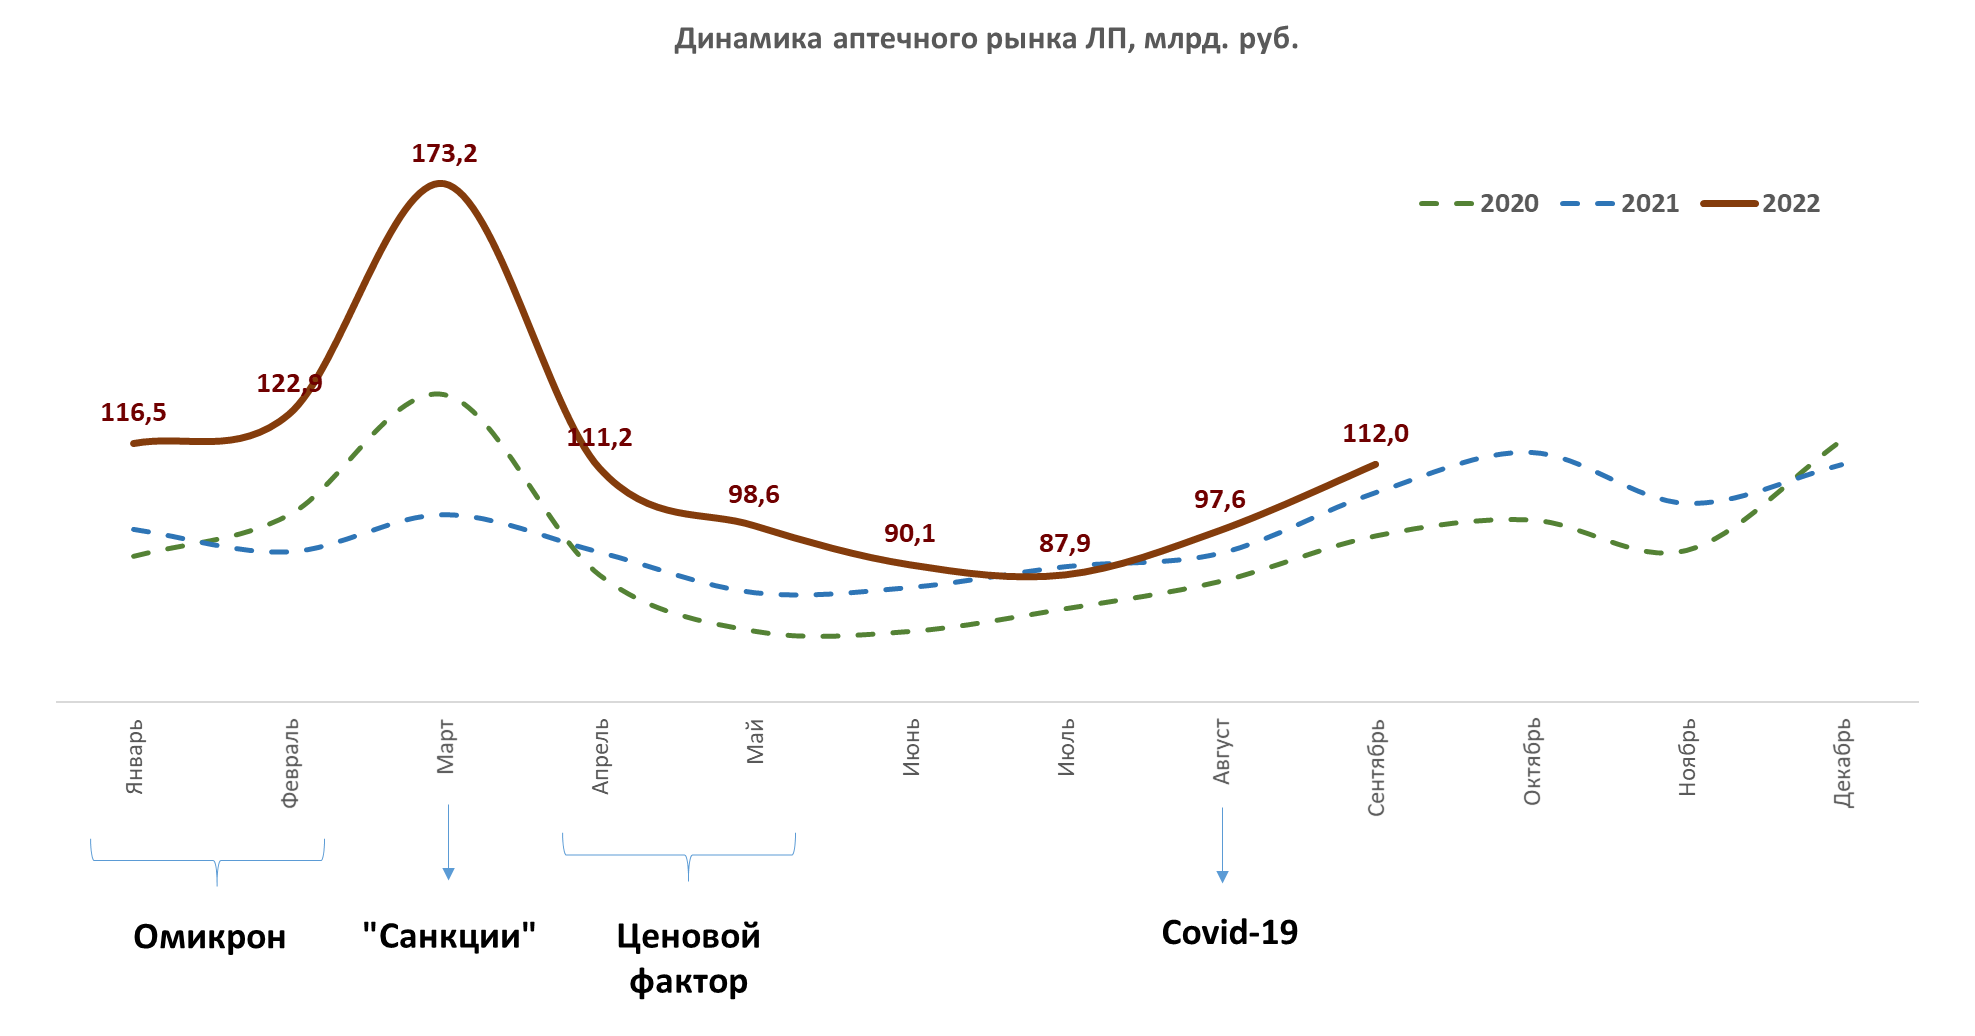 Динамика аптечного рынка ЛП, млрд. руб.
173,2
2020 2021 2022
122,9
116,5
111,2
112,0
98,6
97,6
90,1
87,9
Январь
Февраль
Март
Апрель
Май
Июнь
Июль
Август
Сентябрь
Октябрь
Ноябрь
Декабрь
Омикрон
"Санкции"
Ценовой
фактор
Covid-19